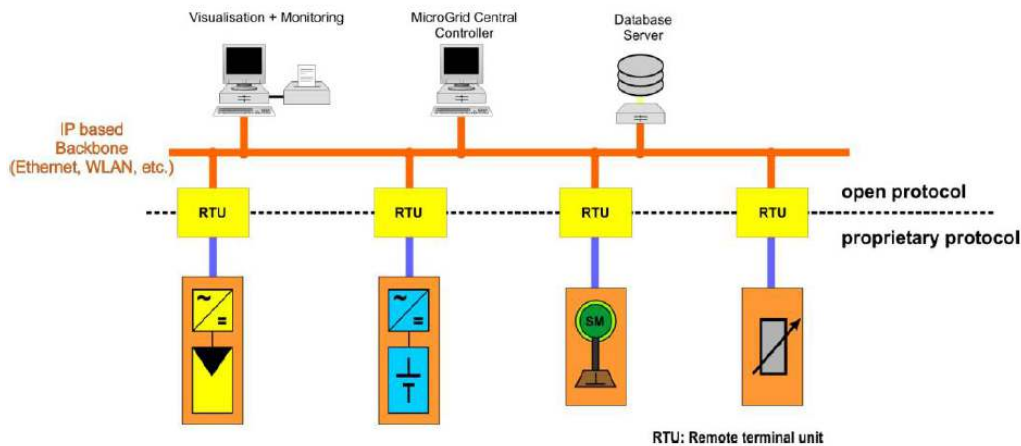 Visualisation + Monitoring
MicroGrid Central
Controller
Database
Server
IP based
Backbone
(Ethernet, WLAN, etc.)
RTU
RTU
RTU
RTU
open protocol
proprietary protocol
~
=
~
=
SM
RTU: Remote terminal unit